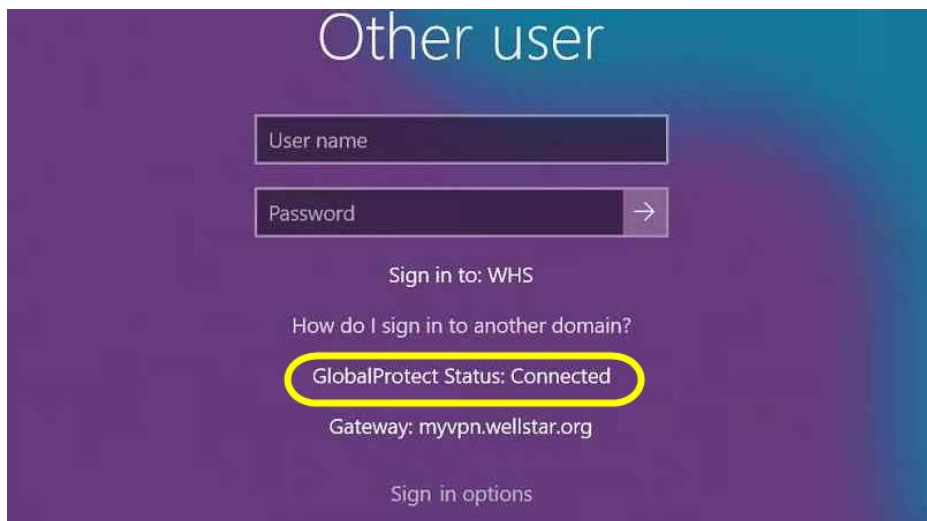 Other user
User name
Password
Sign in to: WHS
How do I sign in to another domain?
GlobalProtect Status: Connected
Gateway: myvpn.wellstar.org
Sign in options